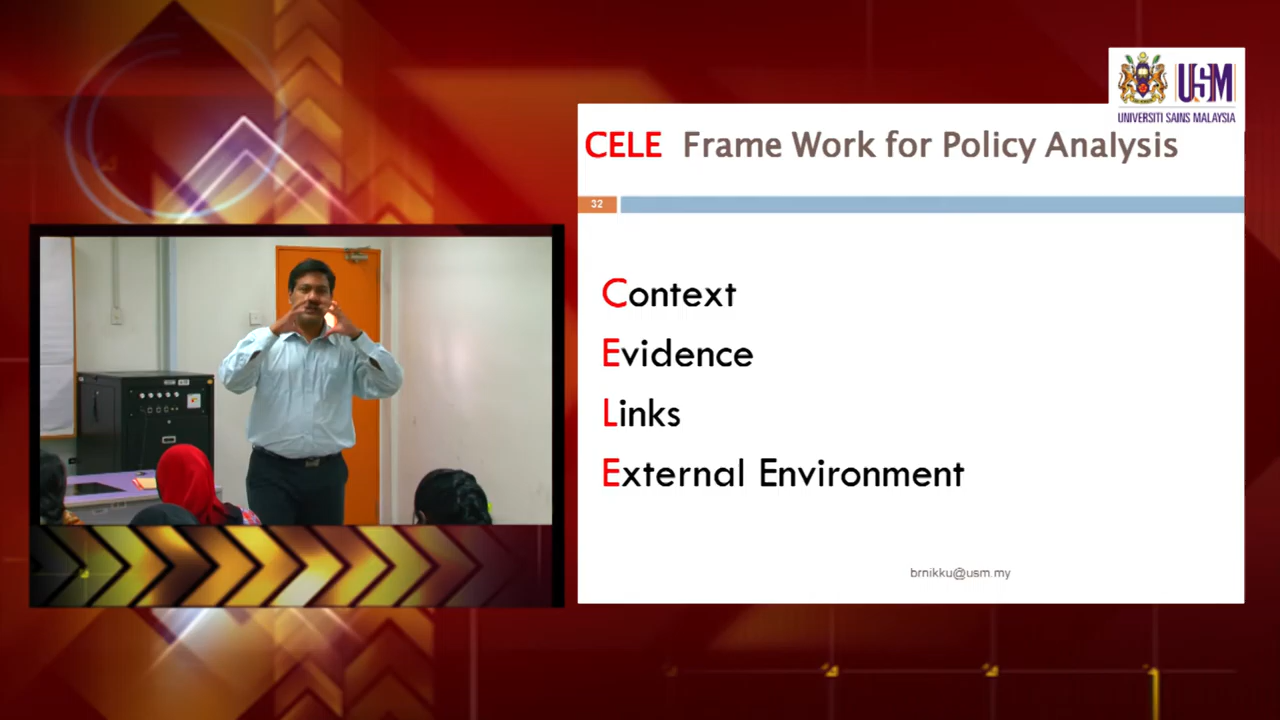 USM
UNIVERSITI SAINS MALAYSIA
CELE Frame Work for Policy Analysis
32
Context
Evidence
Links
External Environment
brnikku@usm.my